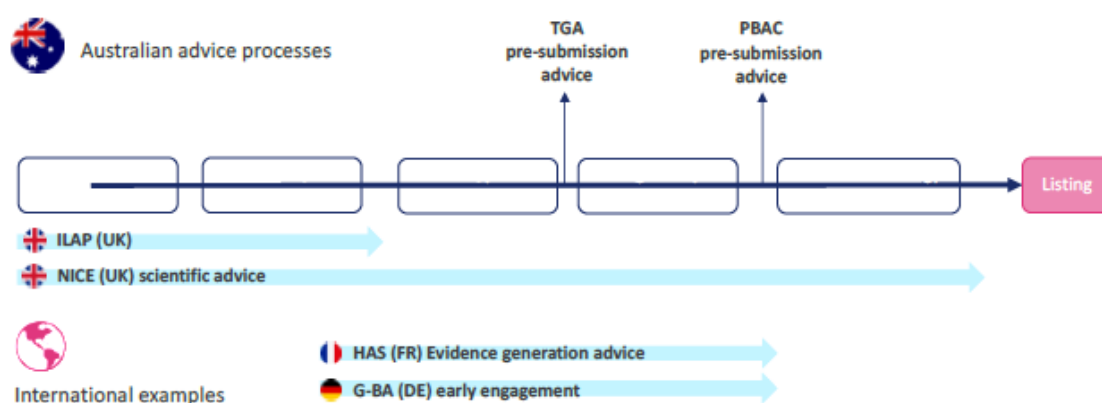 Australian advice processes
TGA
pre-submission
advice
PBAC
pre-submission
advice
Listing
ILAP (UK)
NICE (UK) scientific advice
HAS (FR) Evidence generation advice
G-BA (DE) early engagement
International examples